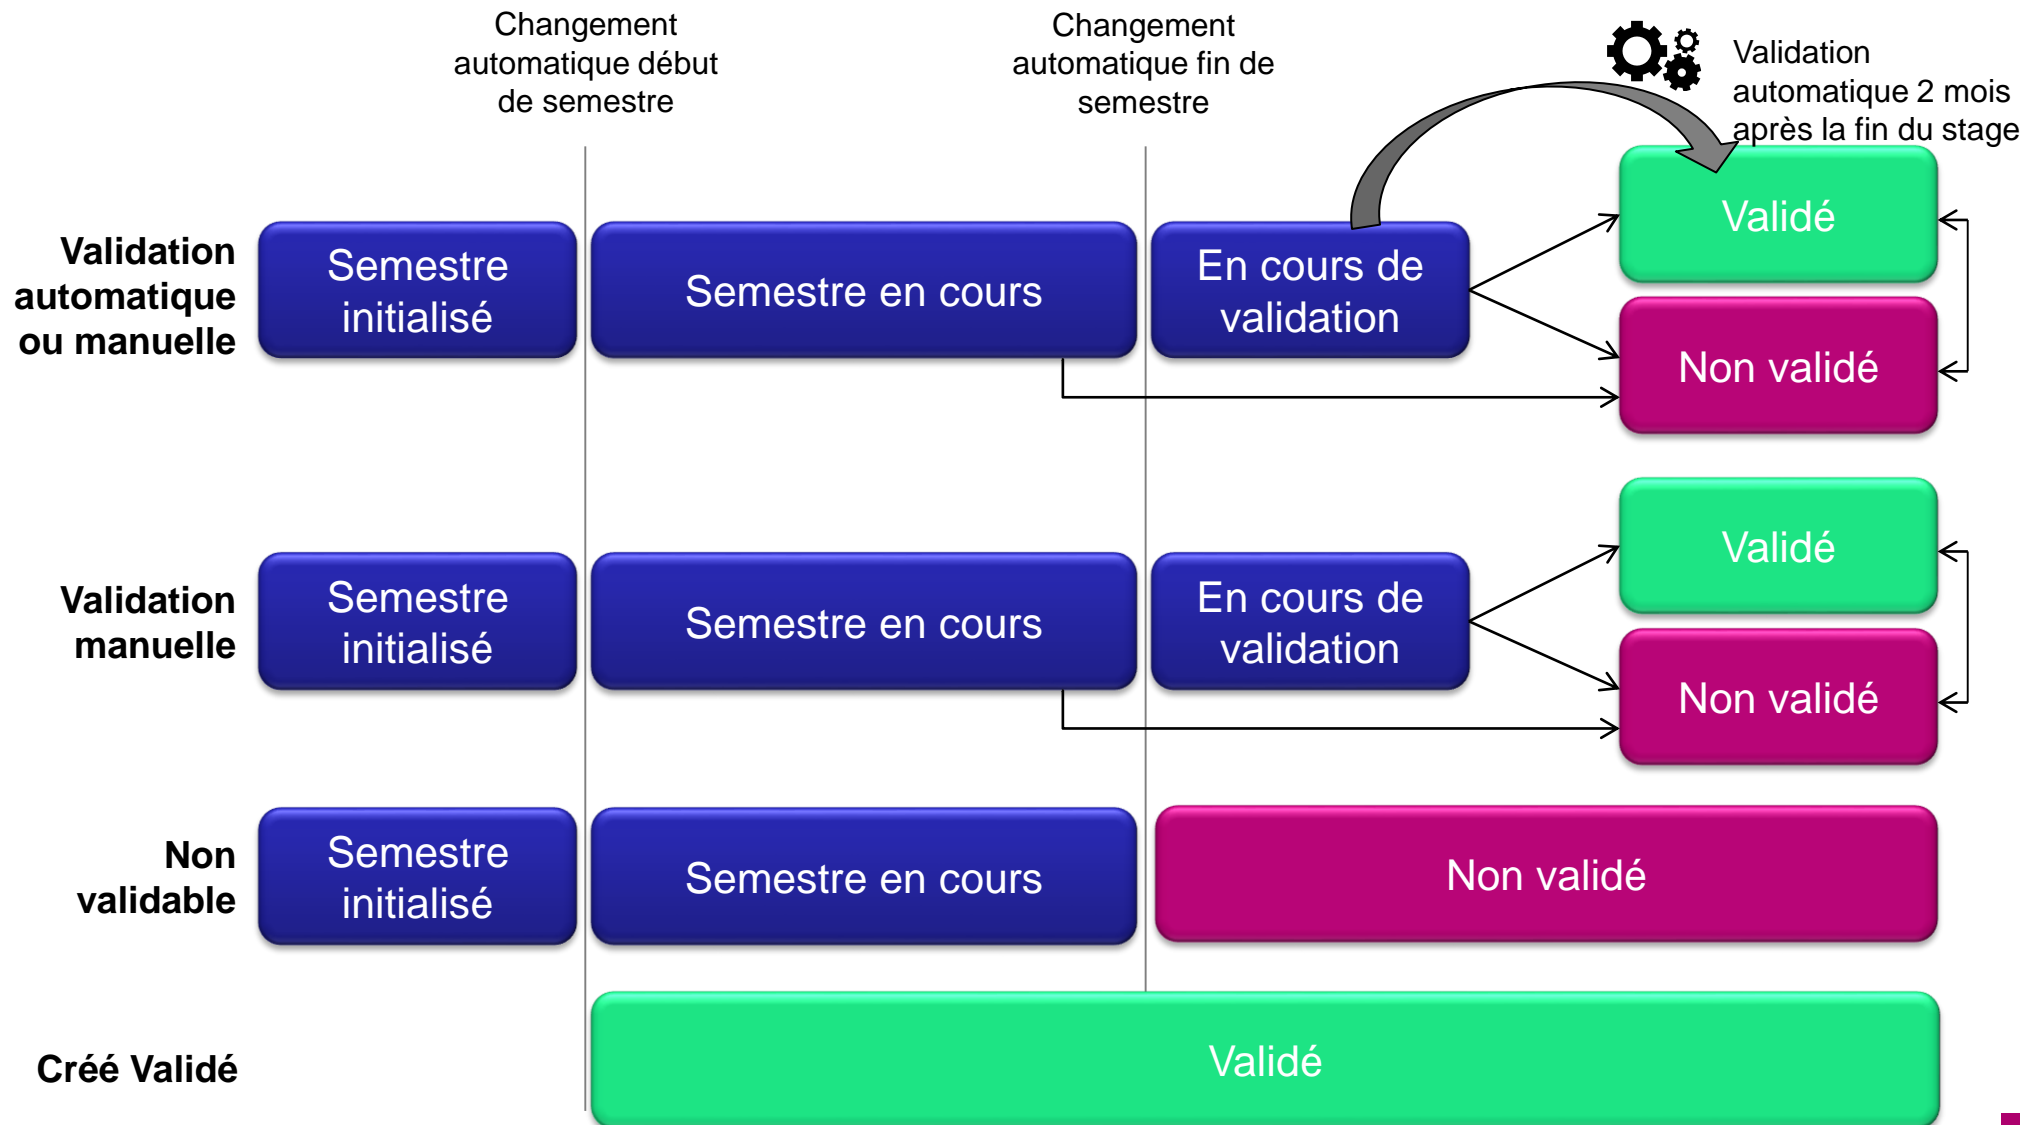 Changement
automatique début
de semestre
Changement
automatique fin de
semestre
Validation
automatique 2 mois
après la fin du stage
Validation
automatique
ou manuelle
Semestre
initialisé
Semestre en cours
En cours de
validation
Validé
Non validé
Validation
manuelle
Semestre
initialisé
Semestre en cours
En cours de
validation
Validé
Non validé
Non
validable
Semestre
initialisé
Semestre en cours
Non validé
Créé Validé
Validé